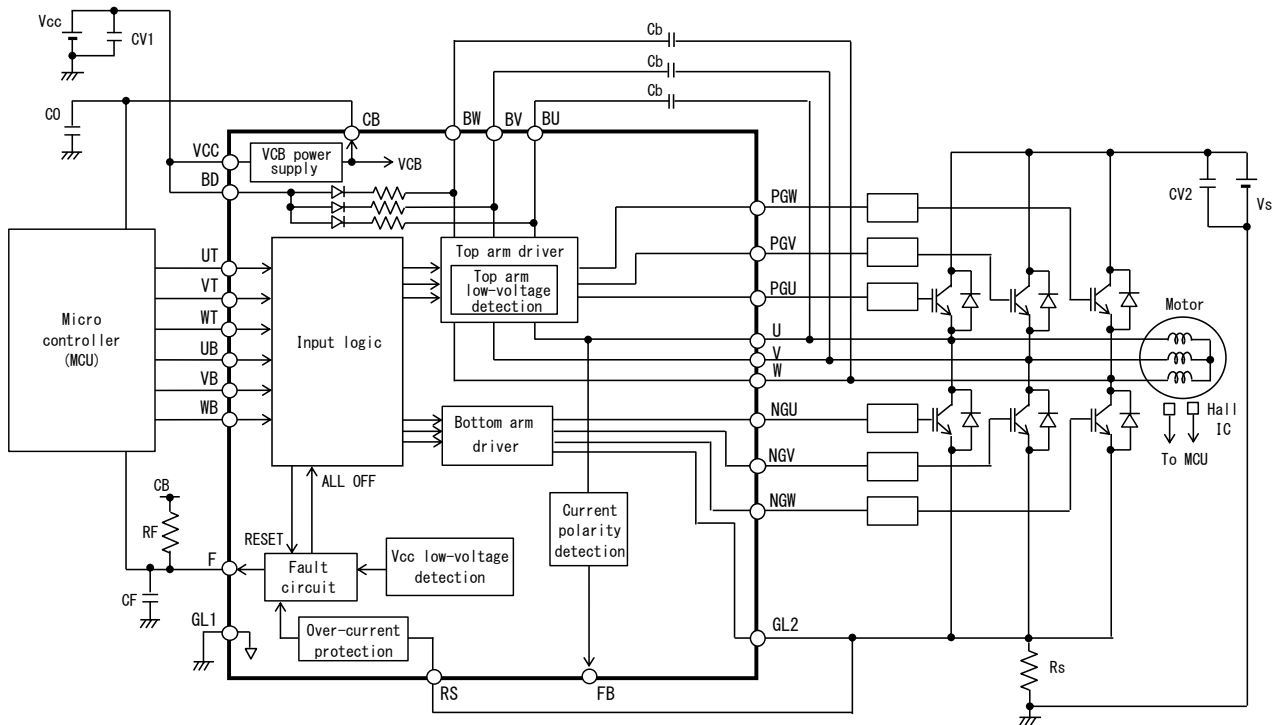 Vcc
CV1
Cb
Cb
Cb
C0
CB
BW
BV
BU
VCC
VCB power
supply
VCB
BD
PGW
PGV
PGU
CV2
Vs
Micro
controller
(MCU)
UT
VT
WT
UB
VB
WB
Input logic
Top arm driver
Top arm
low-voltage
detection
U
V
W
Motor
Hall
IC
To MCU
NGU
NGV
NGW
Bottom arm
driver
ALL OFF
RESET
CB
RF
F
CF
Fault
circuit
Vcc low-voltage
detection
Current
polarity
detection
GL1
Over-current
protection
GL2
RS
FB
Rs